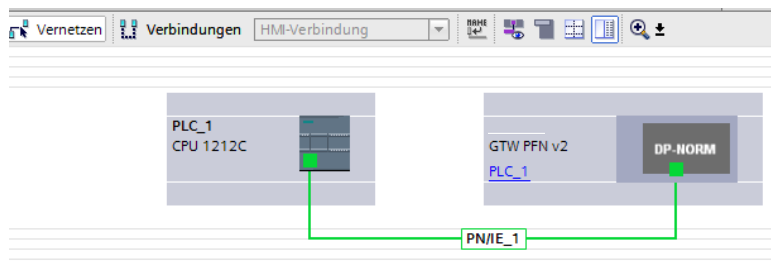 Vernetzen Verbindungen HMI-Verbindung NAME
PLC_1
CPU 1212C
GTW PFN v2
PLC_1
DP-NORM
PN/IE_1